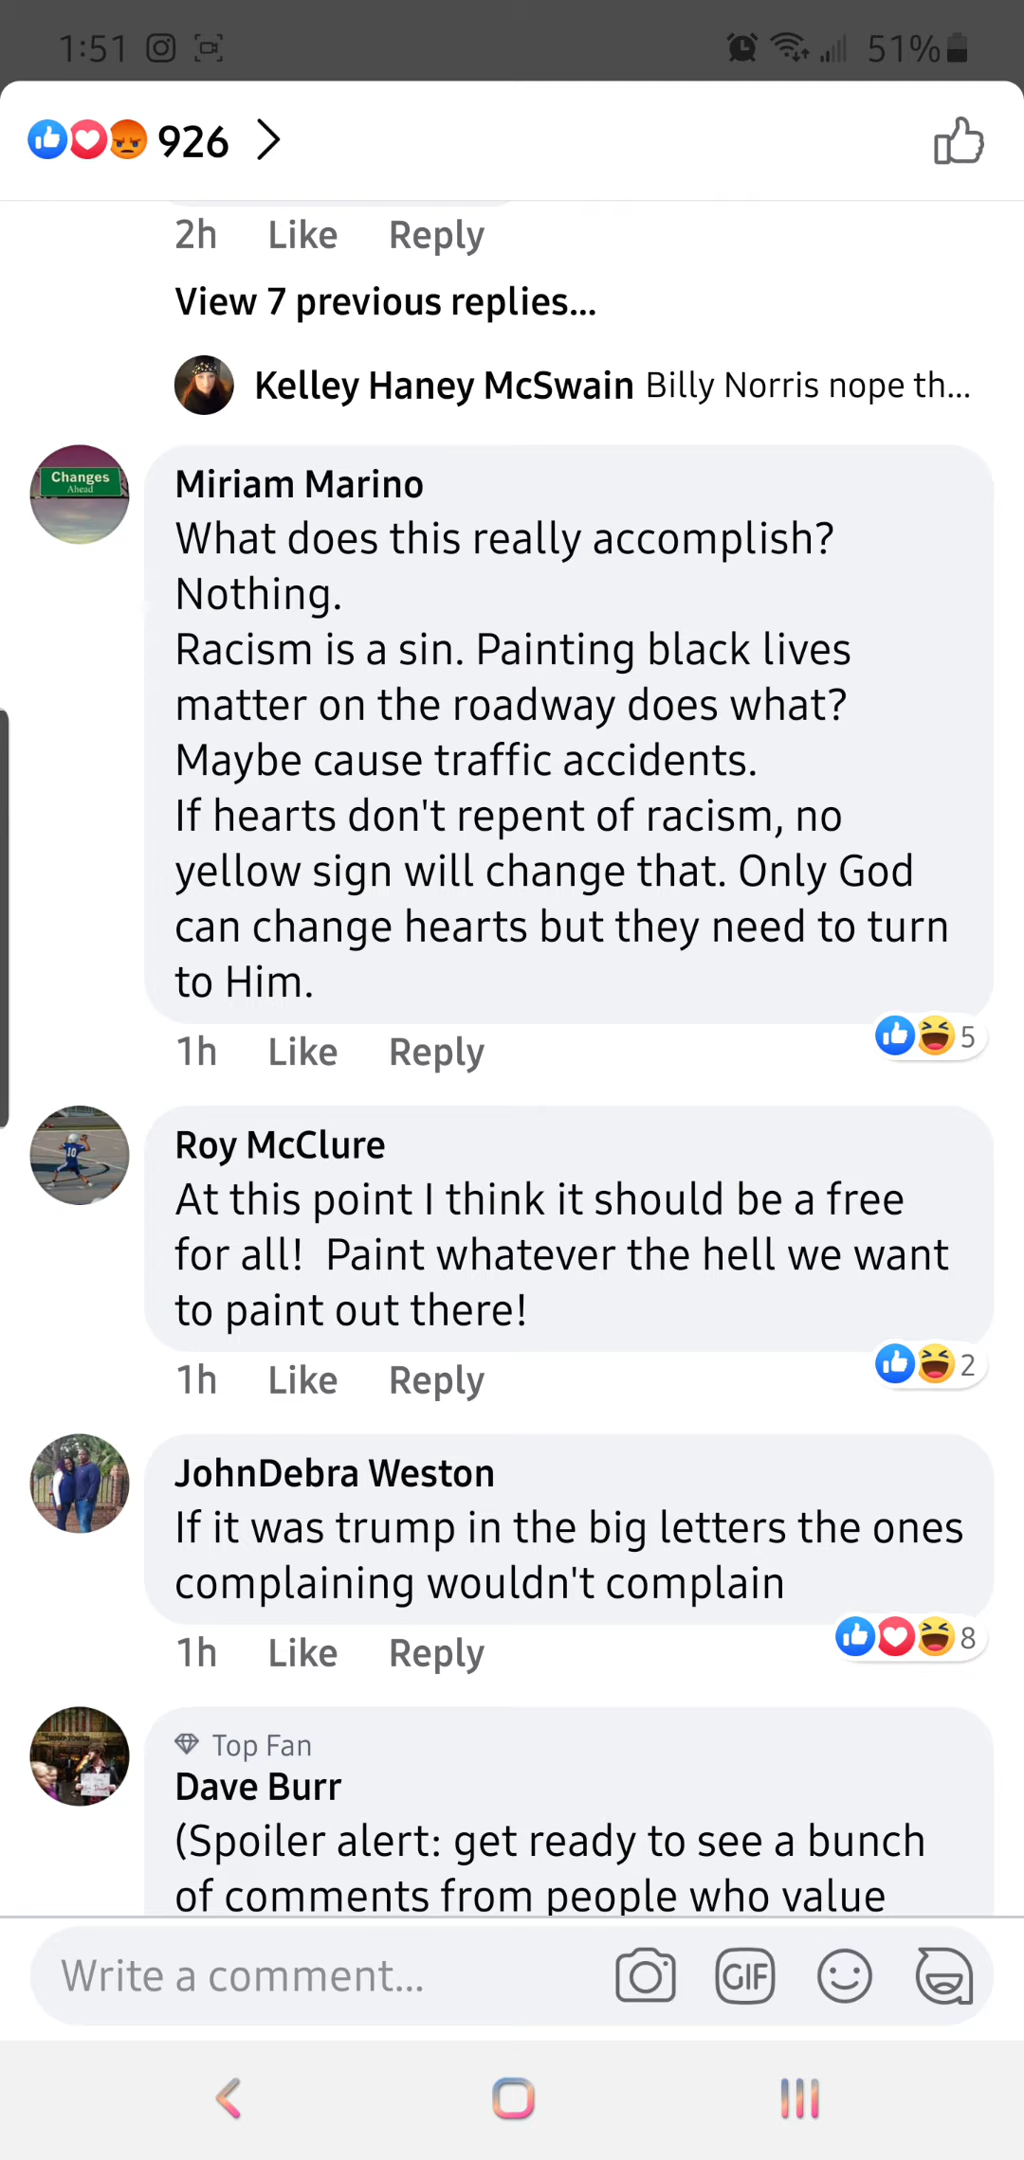 1:51 51%
926
2h Like Reply
View 7 previous replies...
Kelley Haney McSwain Billy Norris nope th...
Changes
Ahead
Miriam Marino
What does this really accomplish?
Nothing.
Racism is a sin. Painting black lives
matter on the roadway does what?
Maybe cause traffic accidents.
If hearts don't repent of racism, no
yellow sign will change that. Only God
can change hearts but they need to turn
to Him.
1h Like Reply 5
10
Roy McClure
At this point I think it should be a free
for all!  Paint whatever the hell we want
to paint out there!
1h Like Reply 2
JohnDebra Weston
If it was trump in the big letters the ones
complaining wouldn't complain
1h Like Reply 8
Top Fan
Dave Burr
(Spoiler alert: get ready to see a bunch
of comments from people who value
Write a comment...
GIF